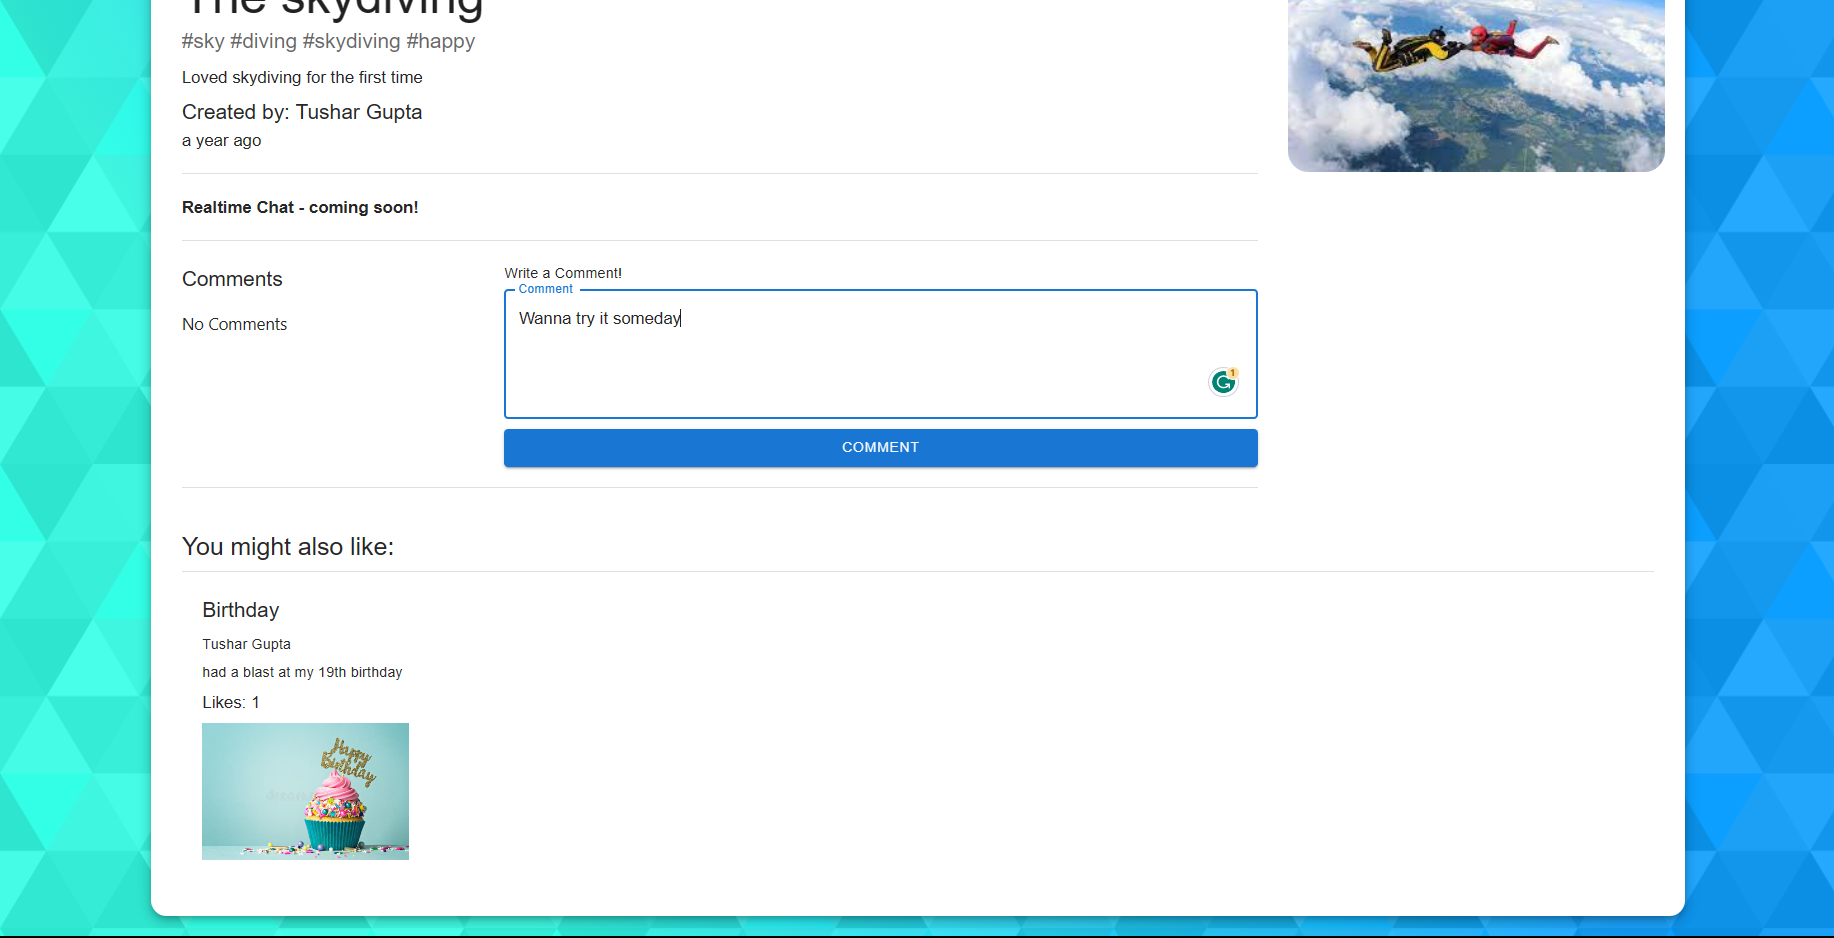 The skydiving
#sky #diving #skydiving #happy
Loved skydiving for the first time
Created by: Tushar Gupta
a year ago
Realtime Chat - coming soon!
Comments
No Comments
Write a Comment!
Comment
Wanna try it someday
1
COMMENT
You might also like:
Birthday
Tushar Gupta
had a blast at my 19th birthday
Likes: 1
Happy
Birthday